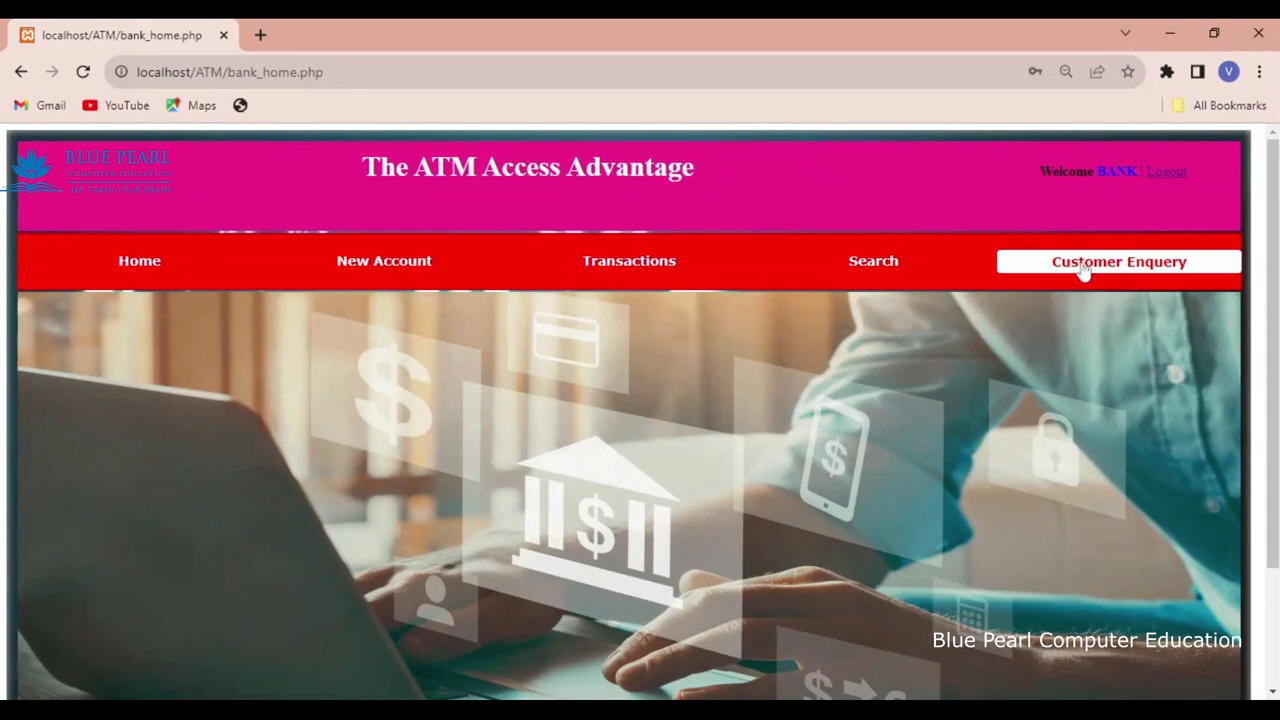 localhost/ATM/bank_home.php
localhost/ATM/bank_home.php
V
Gmail
YouTube
Maps
All Bookmarks
BLUE PEARL
COMPUTER EDUCATION
WE TRAIN YOUR BRAIN
The ATM Access Advantage
Welcome BANK | Logout
Home
New Account
Transactions
Search
Customer Enquery
Blue Pearl Computer Education